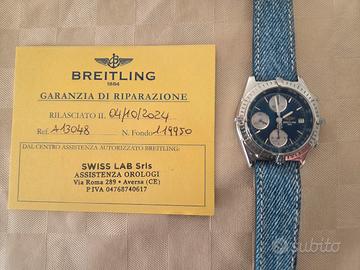 BREITLING
1884
GARANZIA DI RIPARAZIONE
RILASCIATO IL 04/10/2024
Ref. A13048 N. Fondo 119950
DAL CENTRO ASSISTENZA AUTORIZZATO BREITLING:
SWISS LAB Srls
ASSISTENZA OROLOGI
Via Roma 289 • Aversa (CE)
P IVA 04768740617
subito